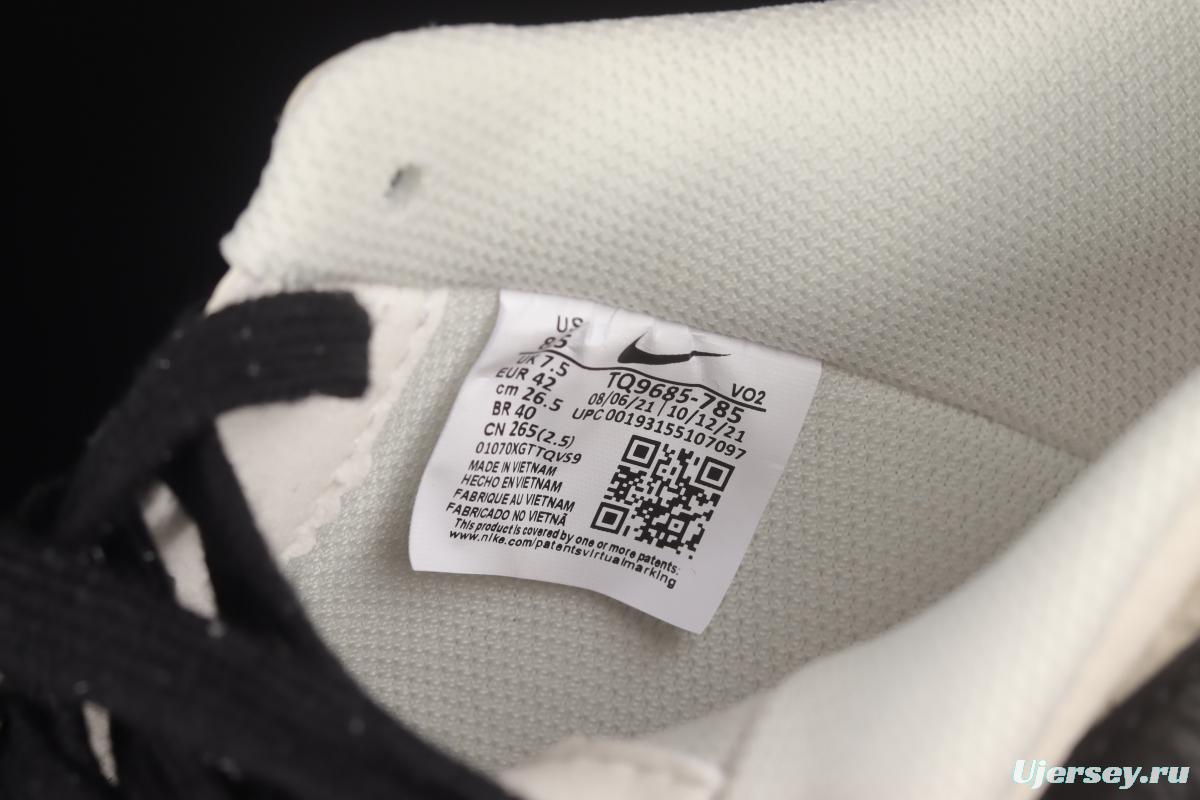 US
85
UK 7.5
EUR 42
cm 26.5
BR 40
CN 265(2.5)
01070XGTTQVS9
MADE IN VIETNAM
HECHO EN VIETNAM
FABRIQUE AU VIETNAM
FABRICADO NO VIETNÃ
This product is covered by one or more patents:
www.nike.com/patentsvirtualmarking
TQ9685-785 VO2
08/06/21 10/12/21
UPC 00193155107097
Ujersey.ru